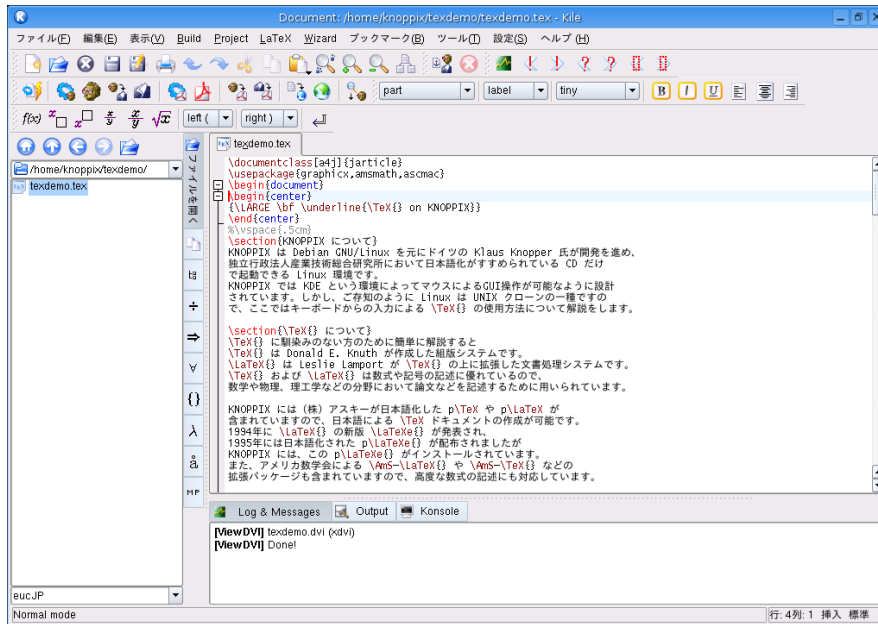 Document: /home/knoppix/texdemo/texdemo.tex - Kile
ファイル(F) 編集(E) 表示(V) Build Project LaTeX Wizard ブックマーク(B) ツール(T) 設定(S) ヘルプ(H)
part label tiny B I U
f(x) left ( right )
/home/knoppix/texdemo/
texdemo.tex
ファイルを開く
texdemo.tex
\documentclass[a4j]{jarticle}
\usepackage{graphicx,amsmath,ascmac}
\begin{document}
\begin{center}
{\LARGE \bf \underline{\TeX{} on KNOPPIX}}
\end{center}
%\vspace{.5cm}
\section{KNOPPIX について}
KNOPPIX は Debian GNU/Linux を元にドイツの Klaus Knopper 氏が開発を進め、
独立行政法人産業技術総合研究所において日本語化がすすめられている CD だけ
で起動できる Linux 環境です。
KNOPPIX では KDE という環境によってマウスによるGUI操作が可能なように設計
されています。しかし、ご存知のように Linux は UNIX クローンの一種ですの
で、ここではキーボードからの入力による \TeX{} の使用方法について解説をします。
\section{\TeX{} について}
\TeX{} に馴染みのない方のために簡単に解説すると
\TeX{} は Donald E. Knuth が作成した組版システムです。
\LaTeX{} は Leslie Lamport が \TeX{} の上に拡張した文書処理システムです。
\TeX{} および \LaTeX{} は数式や記号の記述に優れているので、
数学や物理、理工学などの分野において論文などを記述するために用いられています。
KNOPPIX には（株）アスキーが日本語化した p\TeX や p\LaTeX が
含まれていますので、日本語による \TeX ドキュメントの作成が可能です。
1994年に \LaTeX{} の新版 \LaTeXe{} が発表され、
1995年には日本語化された p\LaTeXe{} が配布されましたが
KNOPPIX には、この p\LaTeXe{} がインストールされています。
また、アメリカ数学会による \AmS-\LaTeX{} や \AmS-\TeX{} などの
拡張パッケージも含まれていますので、高度な数式の記述にも対応しています。
Log & Messages Output Konsole
[ViewDVI] texdemo.dvi (xdvi)
[ViewDVI] Done!
eucJP
Normal mode 行: 4列: 1 挿入 標準